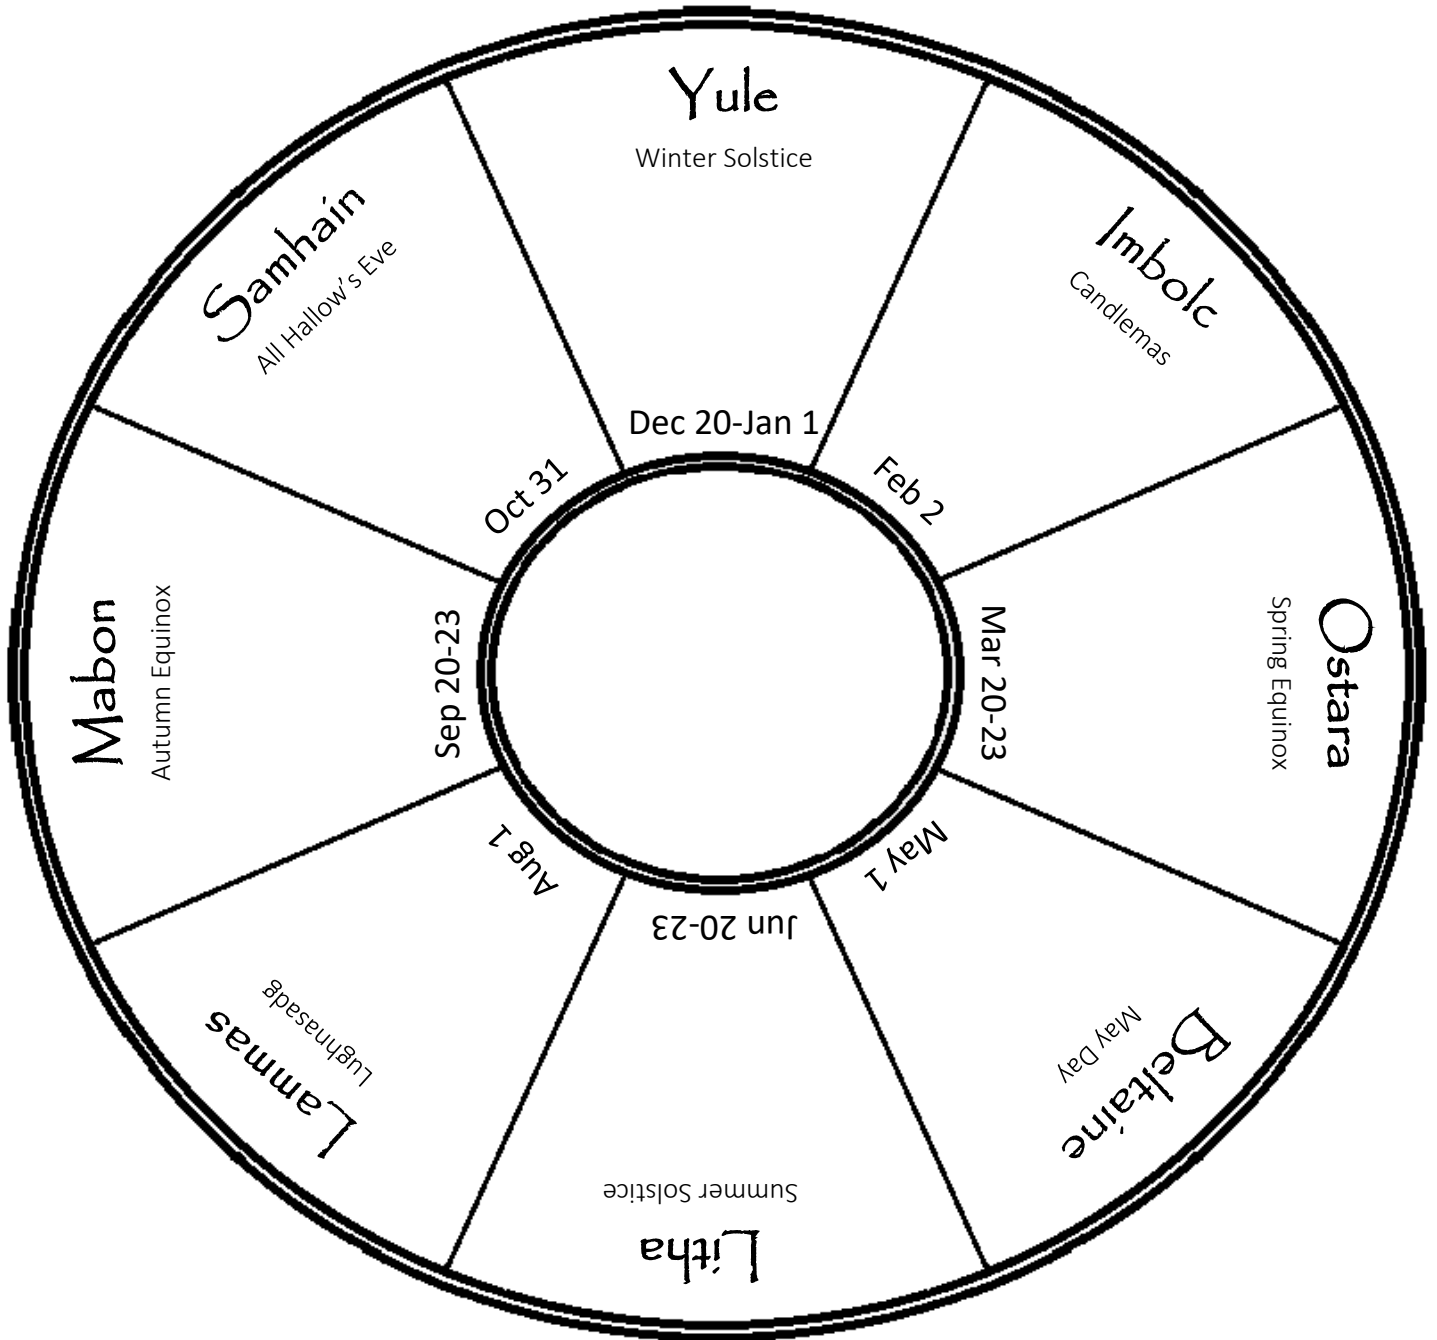 Yule
Winter Solstice
Dec 20-Jan 1
Imbolc
Candlemas
Feb 2
Ostara
Spring Equinox
Mar 20-23
Beltaine
May Day
May 1
Litha
Summer Solstice
Jun 20-23
Lammas
Lughnasadg
Aug 1
Mabon
Autumn Equinox
Sep 20-23
Samhain
All Hallow's Eve
Oct 31